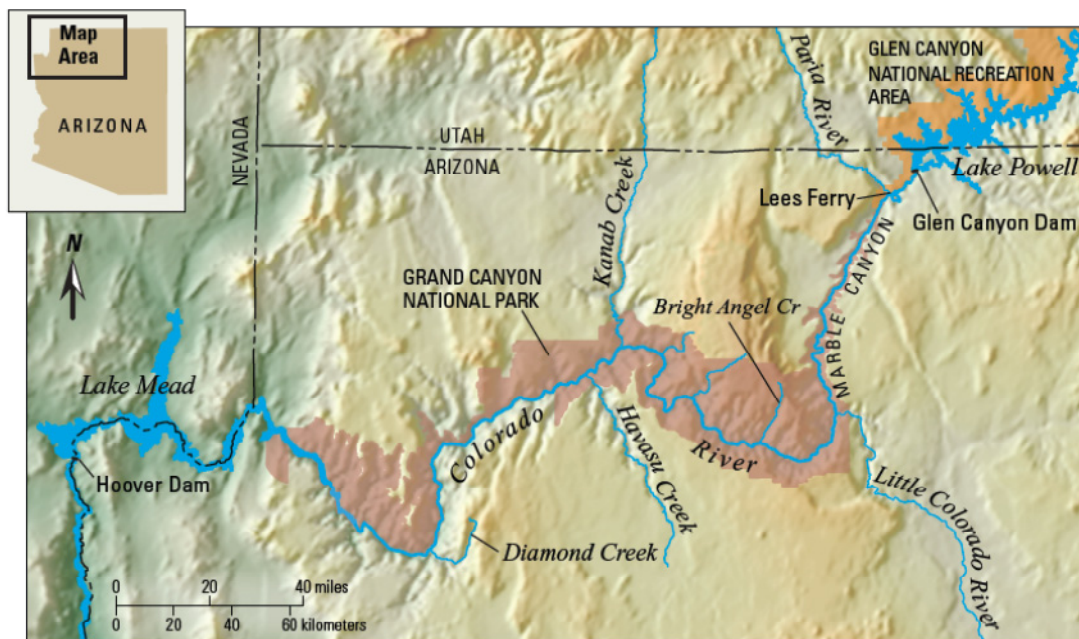 Map
Area
ARIZONA
N
NEVADA
UTAH
ARIZONA
Kanab Creek
Paria River
GLEN CANYON
NATIONAL RECREATION
AREA
Lake Powell
Lees Ferry
Glen Canyon Dam
MARBLE CANYON
GRAND CANYON
NATIONAL PARK
Bright Angel Cr
Lake Mead
Hoover Dam
Colorado River
Havasu Creek
Diamond Creek
Little Colorado River
0 20 40 miles
0 20 40 60 kilometers